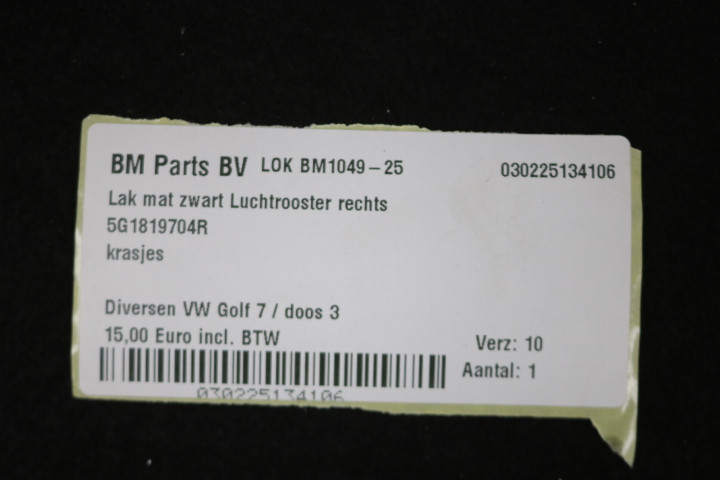 BM Parts BV LOK BM1049-25 030225134106
Lak mat zwart Luchtrooster rechts
5G1819704R
krasjes
Diversen VW Golf 7 / doos 3
15,00 Euro incl. BTW Verz: 10
Aantal: 1
030225134106